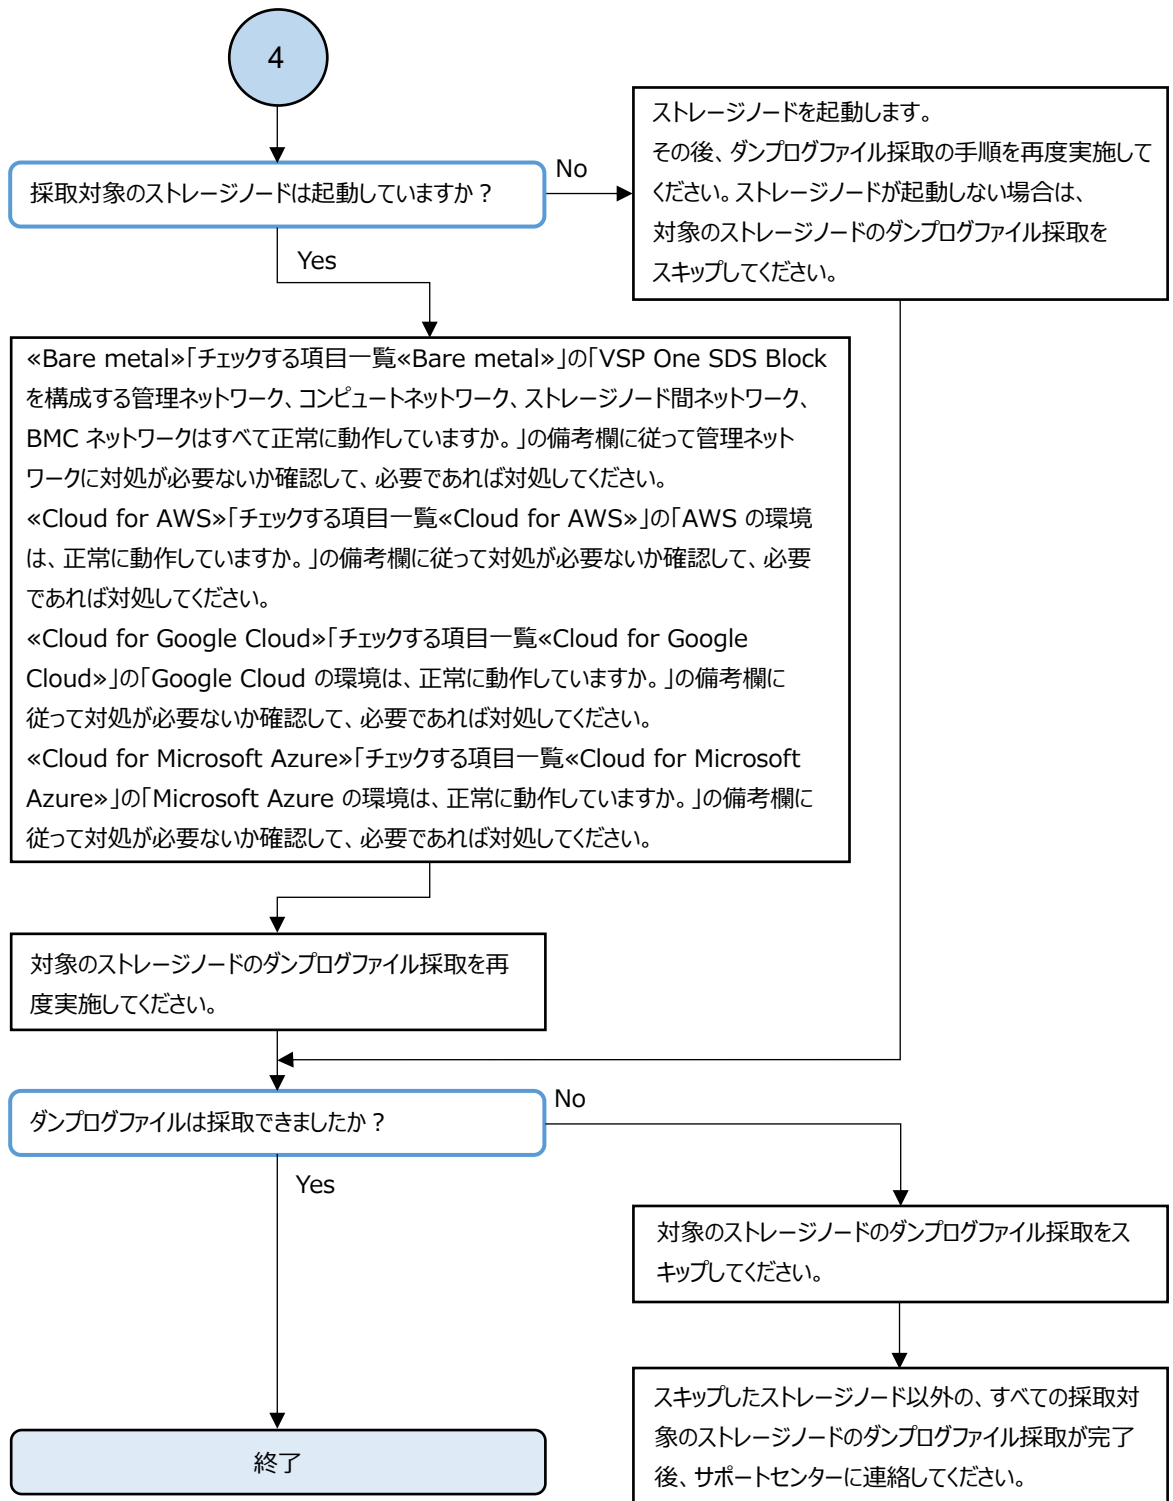 4
採取対象のストレージノードは起動していますか？
No
ストレージノードを起動します。
その後、ダンプログファイル採取の手順を再度実施して
ください。ストレージノードが起動しない場合は、
対象のストレージノードのダンプログファイル採取を
スキップしてください。
Yes
«Bare metal»「チェックする項目一覧«Bare metal»」の「VSP One SDS Block
を構成する管理ネットワーク、コンピュートネットワーク、ストレージノード間ネットワーク、
BMC ネットワークはすべて正常に動作していますか。」の備考欄に従って管理ネット
ワークに対処が必要ないか確認して、必要であれば対処してください。
«Cloud for AWS»「チェックする項目一覧«Cloud for AWS»」の「AWS の環境
は、正常に動作していますか。」の備考欄に従って対処が必要ないか確認して、必要
であれば対処してください。
«Cloud for Google Cloud»「チェックする項目一覧«Cloud for Google
Cloud»」の「Google Cloud の環境は、正常に動作していますか。」の備考欄に
従って対処が必要ないか確認して、必要であれば対処してください。
«Cloud for Microsoft Azure»「チェックする項目一覧«Cloud for Microsoft
Azure»」の「Microsoft Azure の環境は、正常に動作していますか。」の備考欄に
従って対処が必要ないか確認して、必要であれば対処してください。
対象のストレージノードのダンプログファイル採取を再
度実施してください。
ダンプログファイルは採取できましたか？
No
Yes
対象のストレージノードのダンプログファイル採取をス
キップしてください。
スキップしたストレージノード以外の、すべての採取対
象のストレージノードのダンプログファイル採取が完了
後、サポートセンターに連絡してください。
終了